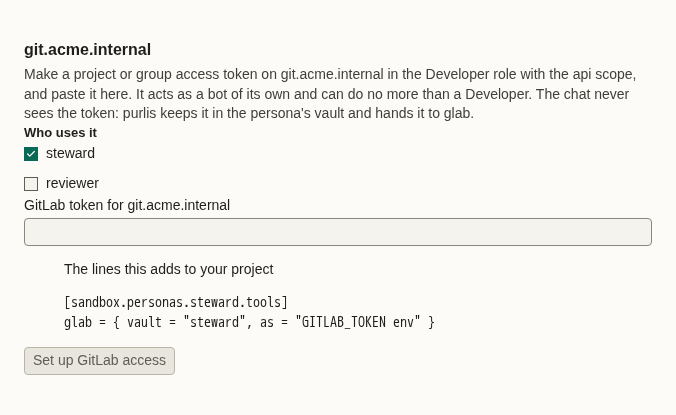 git.acme.internal
Make a project or group access token on git.acme.internal in the Developer role with the api scope,
and paste it here. It acts as a bot of its own and can do no more than a Developer. The chat never
sees the token: purlis keeps it in the persona's vault and hands it to glab.
Who uses it
steward
reviewer
GitLab token for git.acme.internal
The lines this adds to your project
[sandbox.personas.steward.tools]
glab = { vault = "steward", as = "GITLAB_TOKEN env" }
Set up GitLab access